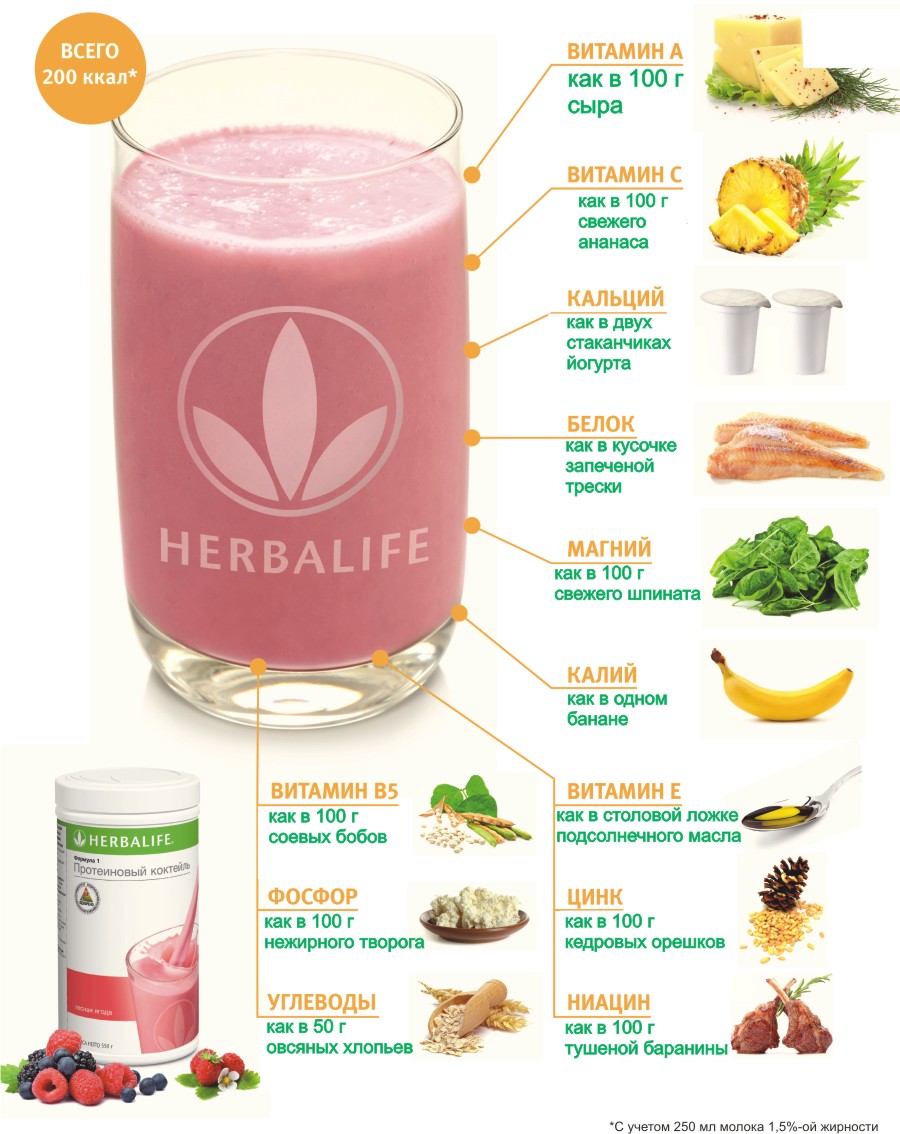 ВСЕГО
200 ккал*
ВИТАМИН А
как в 100 г
сыра
ВИТАМИН С
как в 100 г
свежего
ананаса
КАЛЬЦИЙ
как в двух
стаканчиках
йогурта
БЕЛОК
как в кусочке
запеченой
трески
МАГНИЙ
как в 100 г
свежего шпината
КАЛИЙ
как в одном
банане
HERBALIFE
ВИТАМИН В5
как в 100 г
соевых бобов
ФОСФОР
как в 100 г
нежирного творога
УГЛЕВОДЫ
как в 50 г
овсяных хлопьев
ВИТАМИН Е
как в столовой ложке
подсолнечного масла
ЦИНК
как в 100 г
кедровых орешков
НИАЦИН
как в 100 г
тушеной баранины
HERBALIFE
Формула 1
Протеиновый коктейль
лесная ягода
НЕТТО 550 г
*С учетом 250 мл молока 1,5%-ой жирности